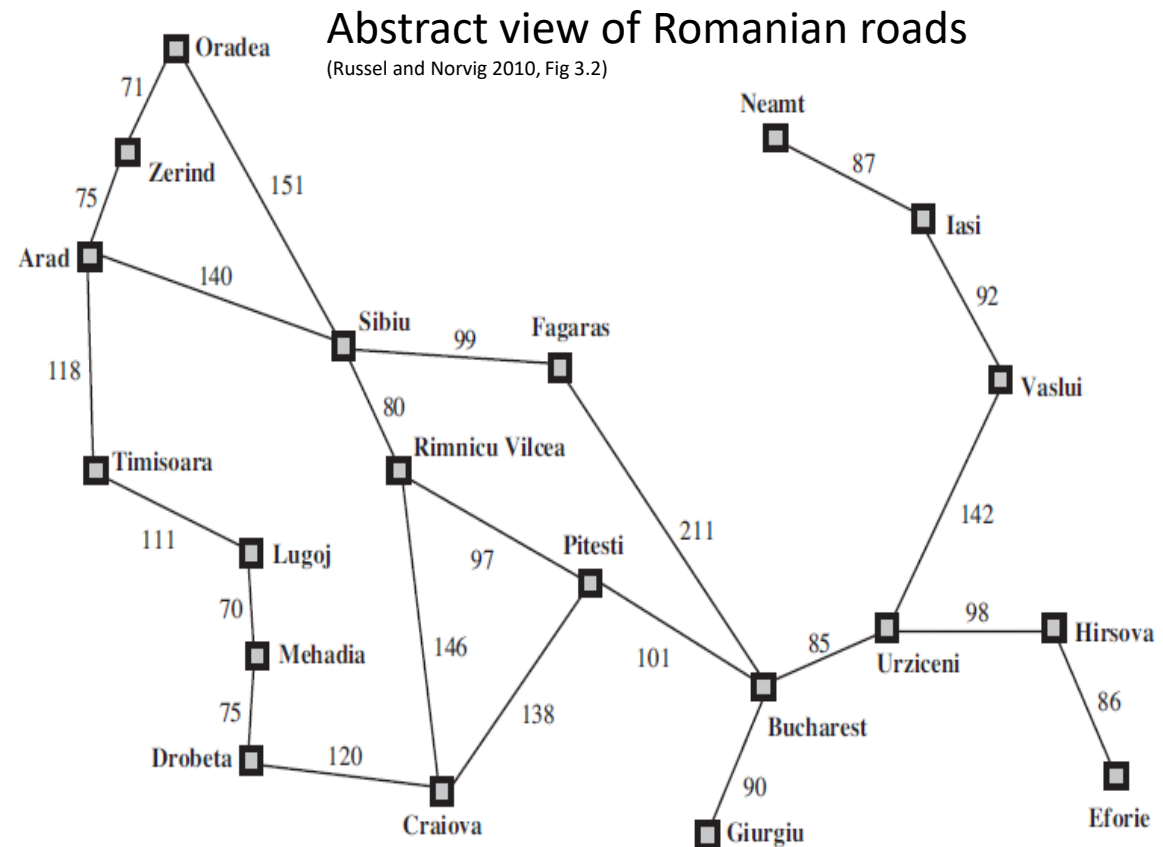 Abstract view of Romanian roads
(Russel and Norvig 2010, Fig 3.2)
Oradea
71
Neamt
Zerind
87
151
75
Iasi
Arad
140
92
Sibiu
Fagaras
99
118
Vaslui
80
Rimnicu Vilcea
Timisoara
142
111
Lugoj
97
Pitesti
211
70
98
Hirsova
Mehadia
146
101
85
Urziceni
75
138
86
Bucharest
Drobeta
120
90
Craiova
Giurgiu
Eforie